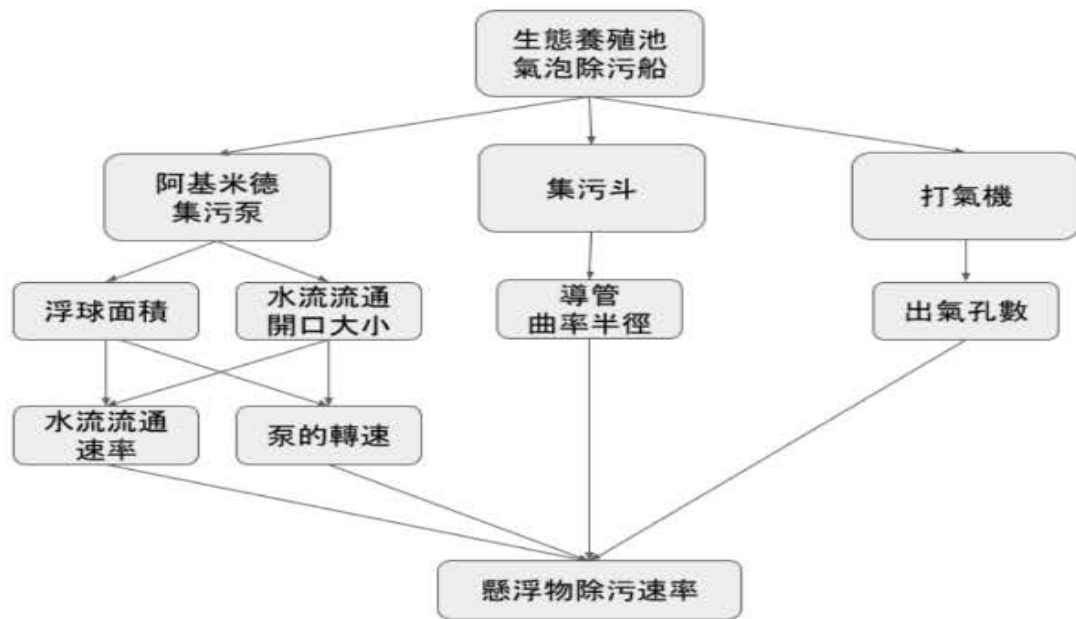 生態養殖池
氣泡除污船
阿基米德
集污泵
集污斗
打氣機
浮球面積
水流流通
開口大小
導管
曲率半徑
出氣孔數
水流流通
速率
泵的轉速
懸浮物除污速率